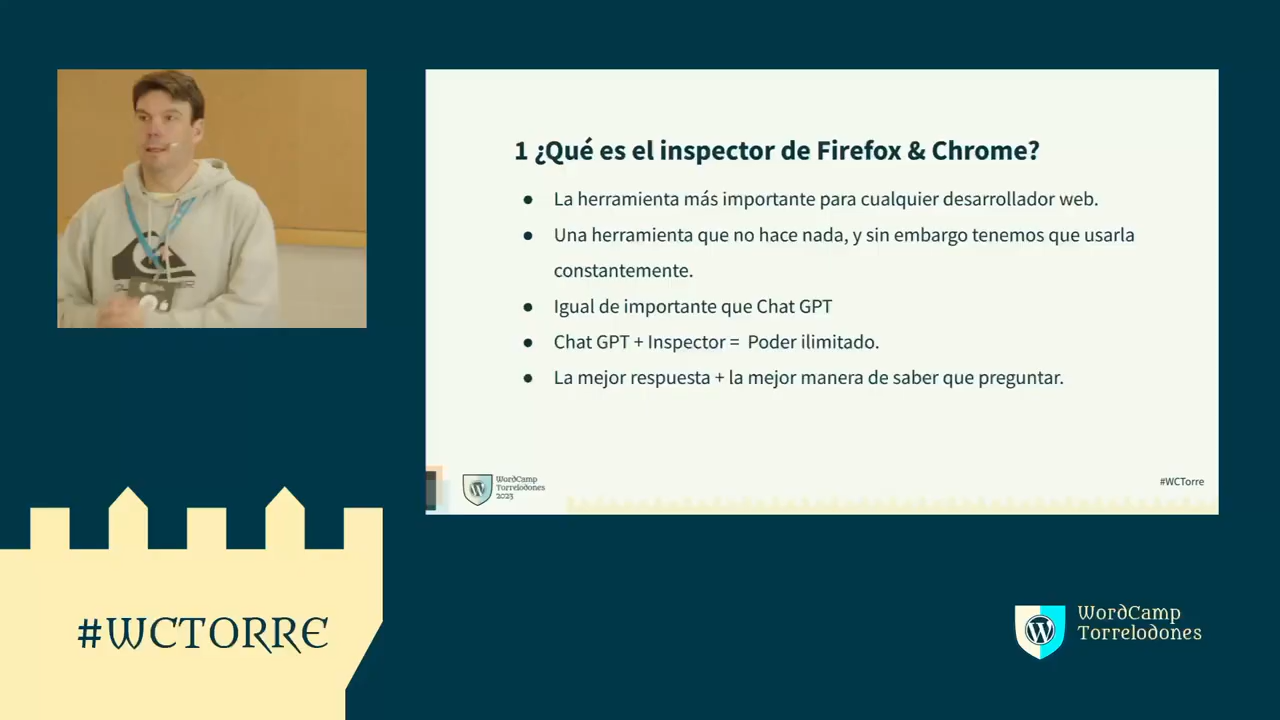 1 ¿Qué es el inspector de Firefox & Chrome?
● La herramienta más importante para cualquier desarrollador web.
● Una herramienta que no hace nada, y sin embargo tenemos que usarla
constantemente.
● Igual de importante que Chat GPT
● Chat GPT + Inspector = Poder ilimitado.
● La mejor respuesta + la mejor manera de saber que preguntar.
WordCamp
Torrelodones
2023
#WCTorre
#WCTORRE
WordCamp
Torrelodones